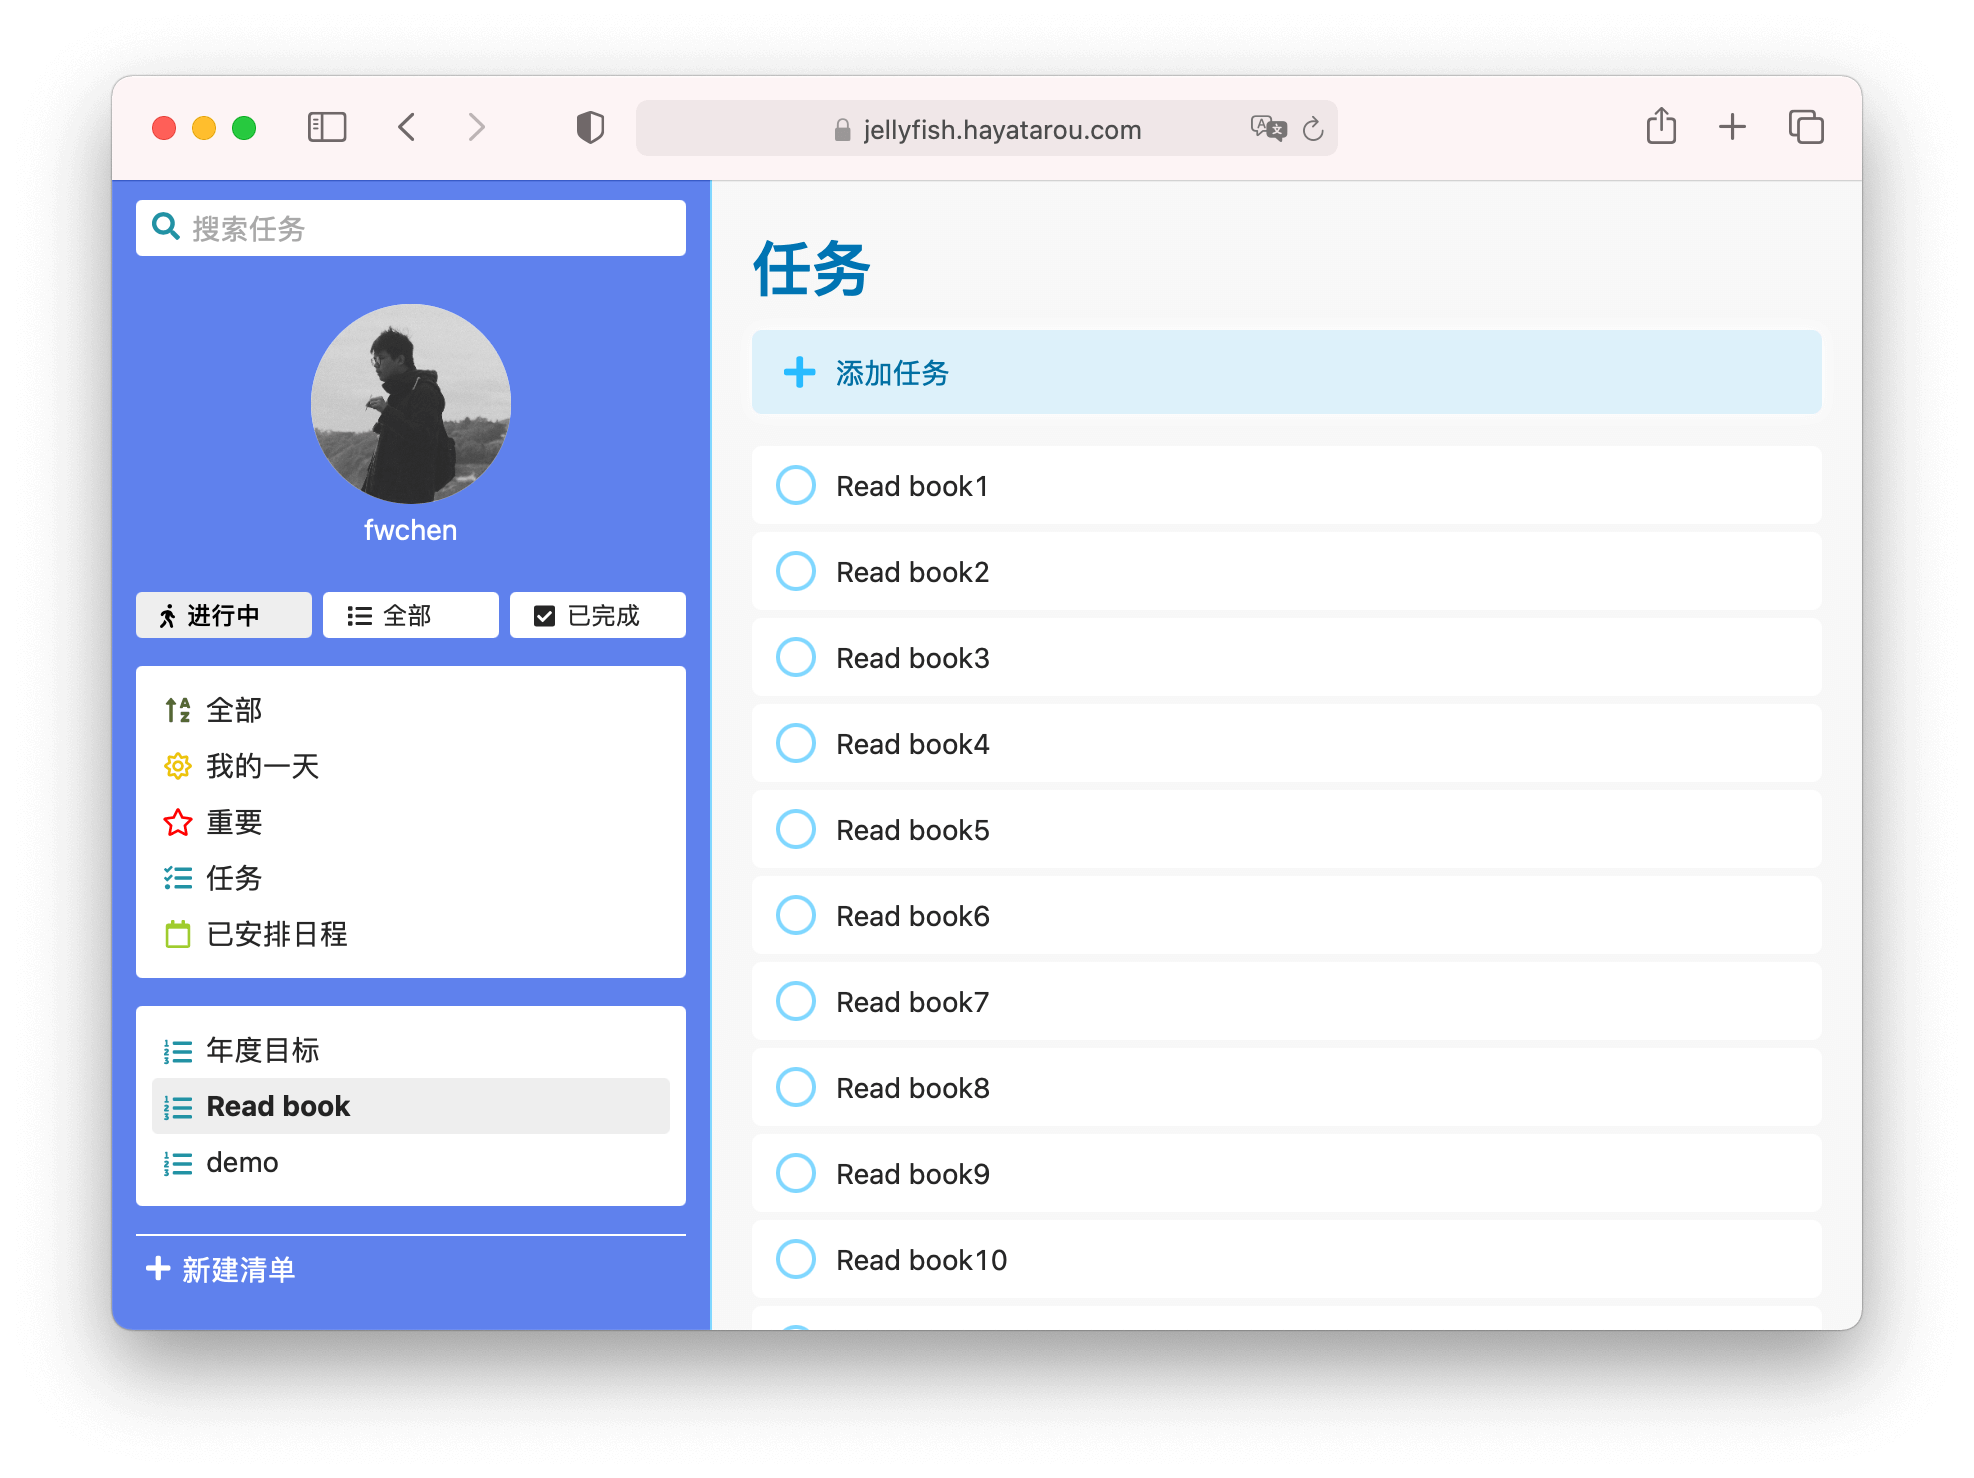 jellyfish.hayatarou.com
搜索任务
fwchen
进行中
全部
已完成
全部
我的一天
重要
任务
已安排日程
年度目标
Read book
demo
新建清单
任务
添加任务
Read book1
Read book2
Read book3
Read book4
Read book5
Read book6
Read book7
Read book8
Read book9
Read book10